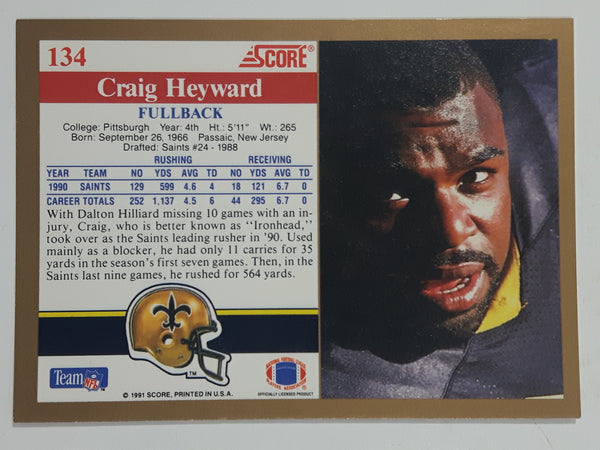 134
SCORE®
Craig Heyward
FULLBACK
College: Pittsburgh Year: 4th Ht.: 5'11" Wt.: 265
Born: September 26, 1966 Passaic, New Jersey
Drafted: Saints #24 - 1988
RUSHING RECEIVING
YEAR TEAM NO YDS AVG TD NO YDS AVG TD
1990 SAINTS 129 599 4.6 4 18 121 6.7 0
CAREER TOTALS 252 1.137 4.5 6 44 295 6.7 0
With Dalton Hilliard missing 10 games with an in-
jury, Craig, who is better known as "Ironhead,"
took over as the Saints leading rusher in '90. Used
mainly as a blocker, he had only 11 carries for 35
yards in the season's first seven games. Then, in the
Saints last nine games, he rushed for 564 yards.
TM
Team NFL
© 1991 SCORE, PRINTED IN U.S.A.
OFFICIALLY LICENSED PRODUCT